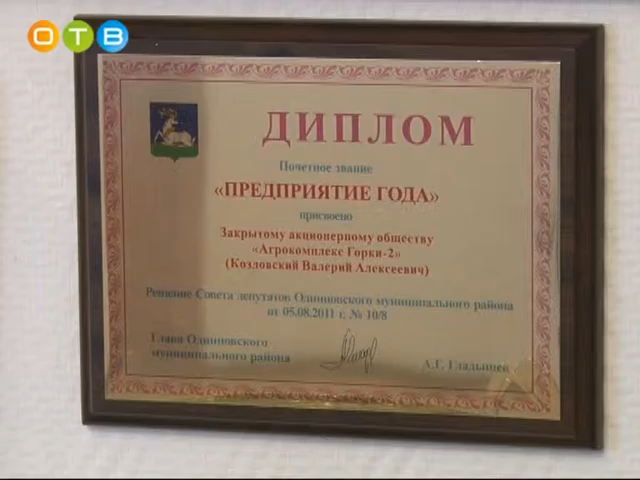 ОТВ
ДИПЛОМ
Почетное звание
«ПРЕДПРИЯТИЕ ГОДА»
присвоено
Закрытому акционерному обществу
«Агрокомплекс Горки-2»
(Козловский Валерий Алексеевич)
Решение Совета депутатов Одинцовского муниципального района
от 05.08.2011 г. № 10/8
Глава Одинцовского
муниципального района
А.Г. Гладышев